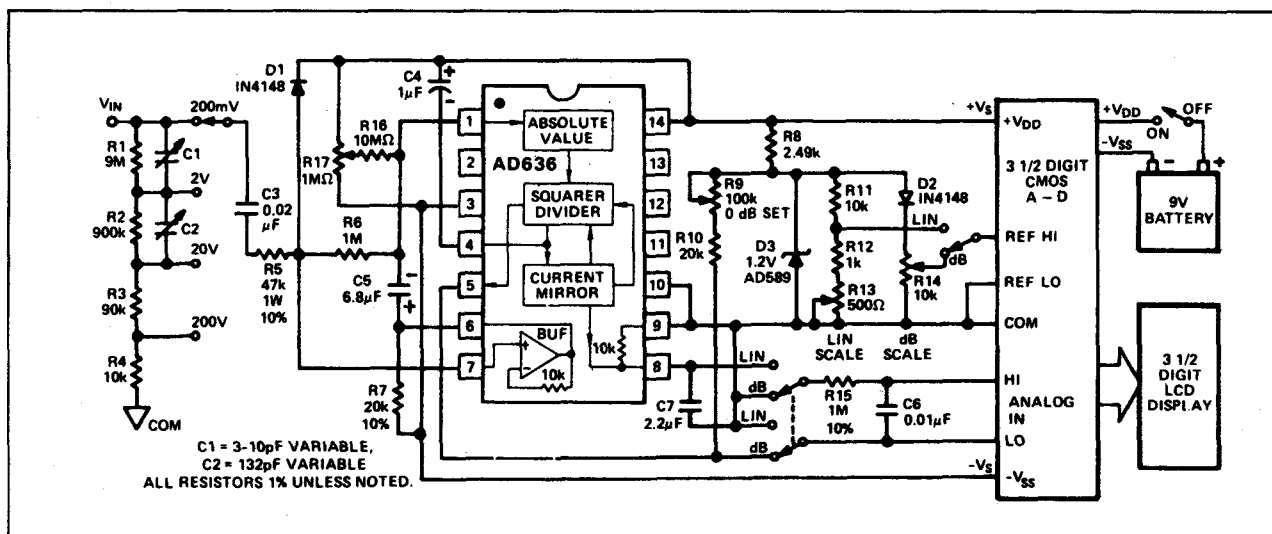 V_IN
200mV
R1
9M
C1
2V
R2
900k
C2
20V
R3
90k
200V
R4
10k
COM
C3
0.02
µF
R5
47k
1W
10%
D1
IN4148
R17
1MΩ
R16
10MΩ
R6
1M
C4
1µF
+
-
C5
6.8µF
-
+
R7
20k
10%
C1 = 3-10pF VARIABLE,
C2 = 132pF VARIABLE
ALL RESISTORS 1% UNLESS NOTED.
1
2
3
4
5
6
7
14
13
12
11
10
9
8
ABSOLUTE
VALUE
AD636
SQUARER
DIVIDER
CURRENT
MIRROR
BUF
+
-
10k
10k
R8
2.49k
R9
100k
0 dB SET
R10
20k
D3
1.2V
AD589
R11
10k
R12
1k
R13
500Ω
LIN
SCALE
D2
IN4148
LIN
dB
R14
10k
dB
SCALE
LIN
dB
LIN
dB
C7
2.2µF
R15
1M
10%
C6
0.01µF
+V_S
-V_S
+V_DD
3 1/2 DIGIT
CMOS
A – D
REF HI
REF LO
COM
HI
ANALOG
IN
LO
-V_SS
+V_DD
-V_SS
OFF
ON
-
+
9V
BATTERY
3 1/2
DIGIT
LCD
DISPLAY